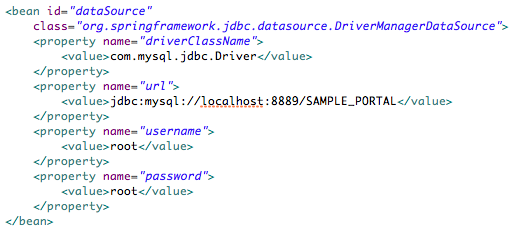 <bean id="dataSource"
class="org.springframework.jdbc.datasource.DriverManagerDataSource">
<property name="driverClassName">
<value>com.mysql.jdbc.Driver</value>
</property>
<property name="url">
<value>jdbc:mysql://localhost:8889/SAMPLE_PORTAL</value>
</property>
<property name="username">
<value>root</value>
</property>
<property name="password">
<value>root</value>
</property>
</bean>